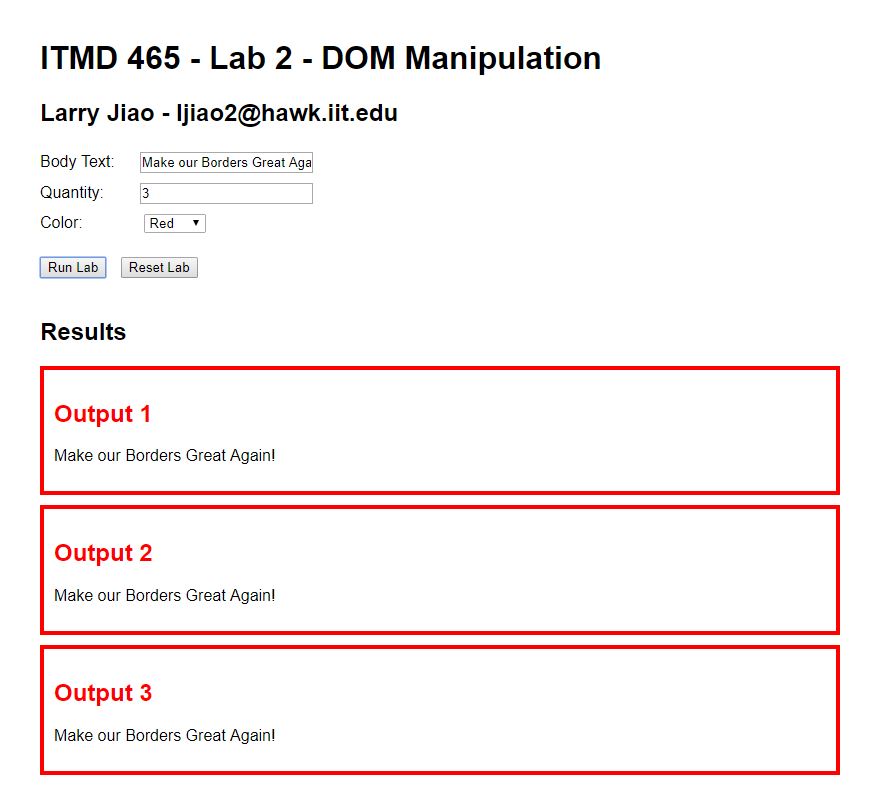 ITMD 465 - Lab 2 - DOM Manipulation
Larry Jiao - ljiao2@hawk.iit.edu
Body Text: Make our Borders Great Aga
Quantity: 3
Color: Red
Run Lab Reset Lab
Results
Output 1
Make our Borders Great Again!
Output 2
Make our Borders Great Again!
Output 3
Make our Borders Great Again!